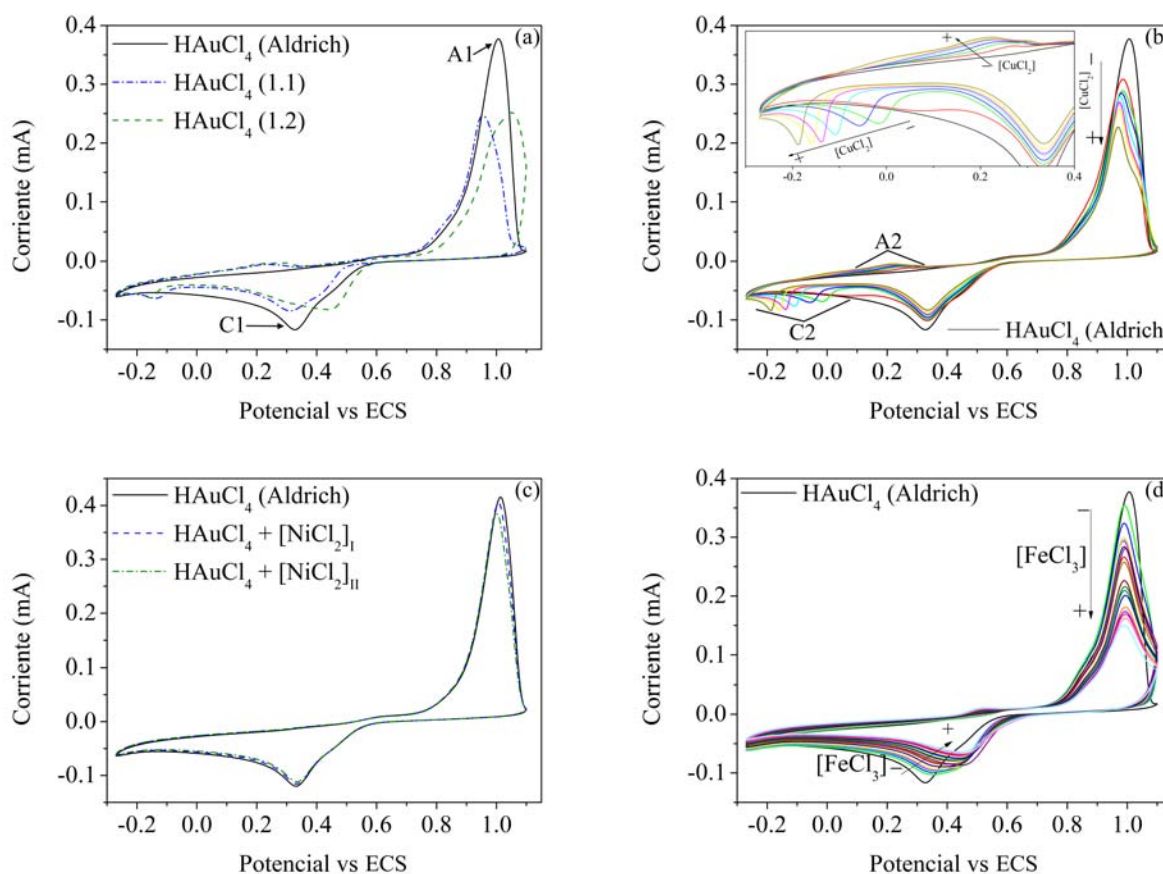 (a)
HAuCl4 (Aldrich)
HAuCl4 (1.1)
HAuCl4 (1.2)
A1
C1
0.4
0.3
0.2
0.1
0.0
-0.1
Corriente (mA)
-0.2 0.0 0.2 0.4 0.6 0.8 1.0
Potencial vs ECS
(b)
+
[CuCl2]
−
[CuCl2]
+
-0.2 0.0 0.2 0.4
−
[CuCl2]
+
A2
C2
HAuCl4 (Aldrich)
0.4
0.3
0.2
0.1
0.0
-0.1
Corriente (mA)
-0.2 0.0 0.2 0.4 0.6 0.8 1.0
Potencial vs ECS
(c)
HAuCl4 (Aldrich)
HAuCl4 + [NiCl2]I
HAuCl4 + [NiCl2]II
0.4
0.3
0.2
0.1
0.0
-0.1
Corriente (mA)
-0.2 0.0 0.2 0.4 0.6 0.8 1.0
Potencial vs ECS
(d)
HAuCl4 (Aldrich)
−
[FeCl3]
+
+
[FeCl3] −
0.4
0.3
0.2
0.1
0.0
-0.1
Corriente (mA)
-0.2 0.0 0.2 0.4 0.6 0.8 1.0
Potencial vs ECS